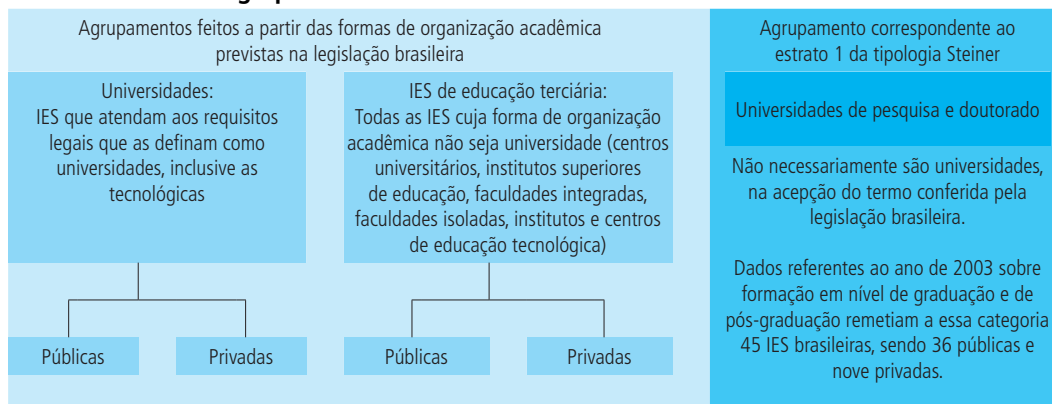 Agrupamentos feitos a partir das formas de organização acadêmica
previstas na legislação brasileira
Universidades:
IES que atendam aos requisitos
legais que as definam como
universidades, inclusive as
tecnológicas
Públicas
Privadas
IES de educação terciária:
Todas as IES cuja forma de organização
acadêmica não seja universidade (centros
universitários, institutos superiores
de educação, faculdades integradas,
faculdades isoladas, institutos e centros
de educação tecnológica)
Públicas
Privadas
Agrupamento correspondente ao
estrato 1 da tipologia Steiner
Universidades de pesquisa e doutorado
Não necessariamente são universidades,
na acepção do termo conferida pela
legislação brasileira.
Dados referentes ao ano de 2003 sobre
formação em nível de graduação e de
pós-graduação remetiam a essa categoria
45 IES brasileiras, sendo 36 públicas e
nove privadas.